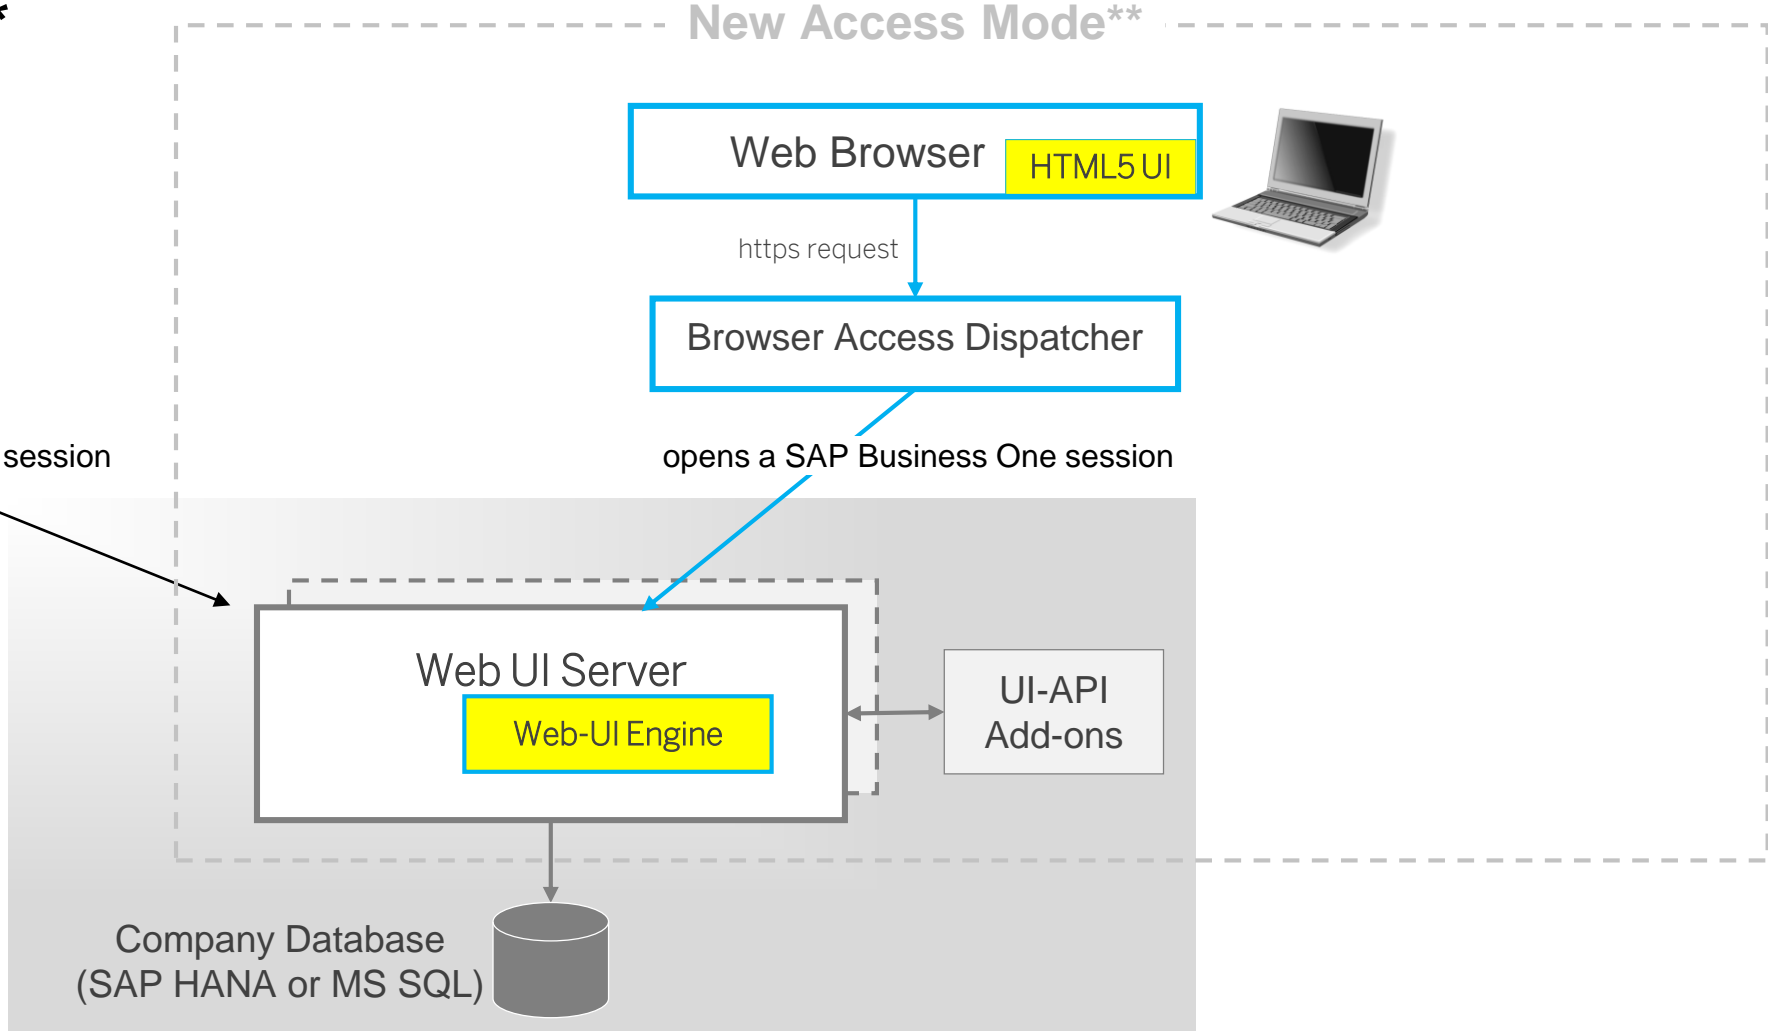 *
New Access Mode**
Web Browser
HTML5 UI
https request
Browser Access Dispatcher
session
opens a SAP Business One session
Web UI Server
Web-UI Engine
UI-API
Add-ons
Company Database
(SAP HANA or MS SQL)